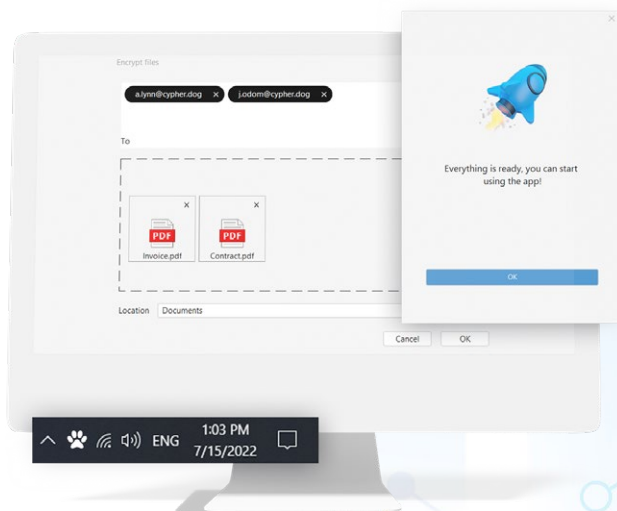 Encrypt files
a.lynn@cypher.dog ×
j.odom@cypher.dog ×
To
PDF
Invoice.pdf
PDF
Contract.pdf
Location Documents
Cancel OK
Everything is ready, you can start
using the app!
OK
ENG
1:03 PM
7/15/2022